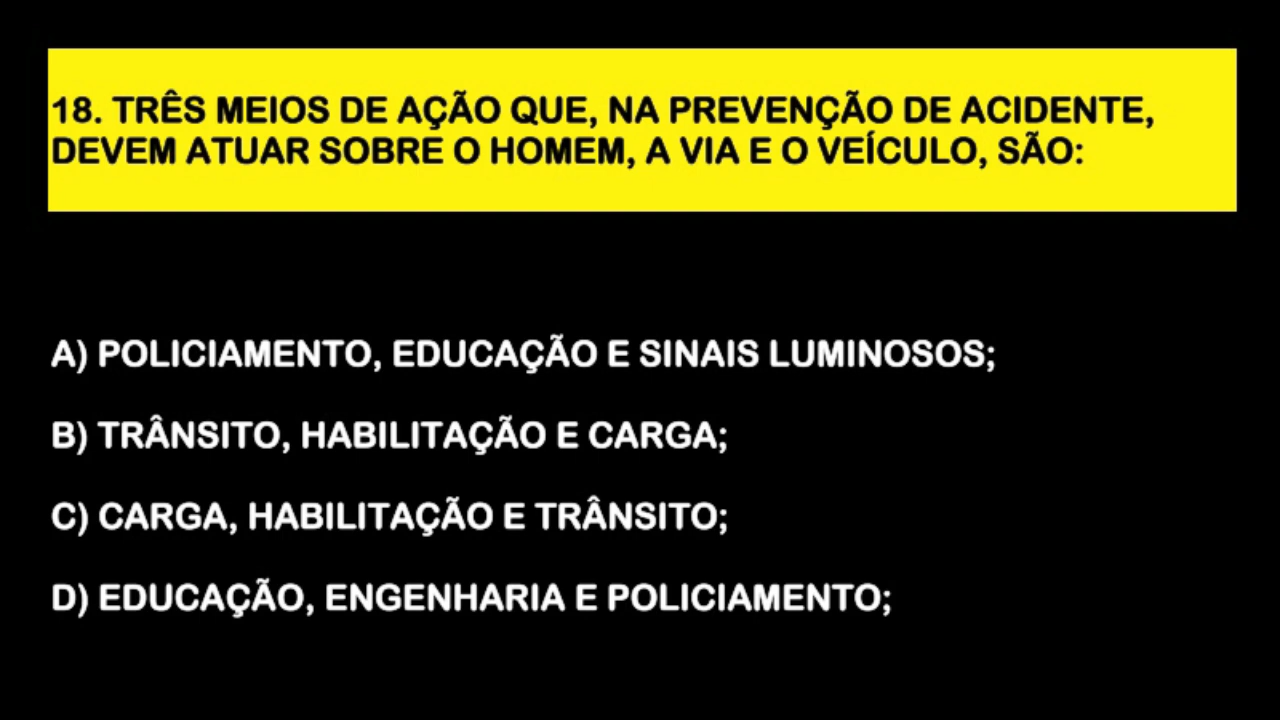 18. TRÊS MEIOS DE AÇÃO QUE, NA PREVENÇÃO DE ACIDENTE,
DEVEM ATUAR SOBRE O HOMEM, A VIA E O VEÍCULO, SÃO:
A) POLICIAMENTO, EDUCAÇÃO E SINAIS LUMINOSOS;
B) TRÂNSITO, HABILITAÇÃO E CARGA;
C) CARGA, HABILITAÇÃO E TRÂNSITO;
D) EDUCAÇÃO, ENGENHARIA E POLICIAMENTO;